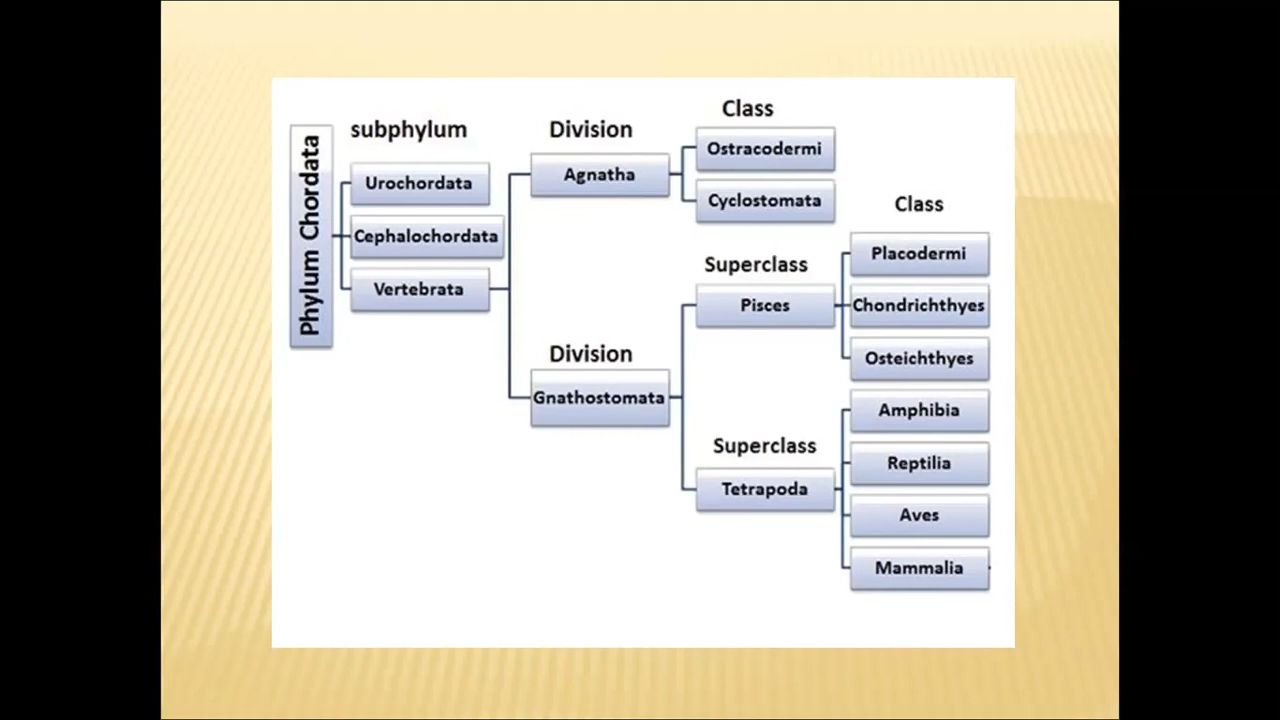 Phylum Chordata
subphylum
Urochordata
Cephalochordata
Vertebrata
Division
Agnatha
Class
Ostracodermi
Cyclostomata
Division
Gnathostomata
Superclass
Pisces
Class
Placodermi
Chondrichthyes
Osteichthyes
Superclass
Tetrapoda
Amphibia
Reptilia
Aves
Mammalia